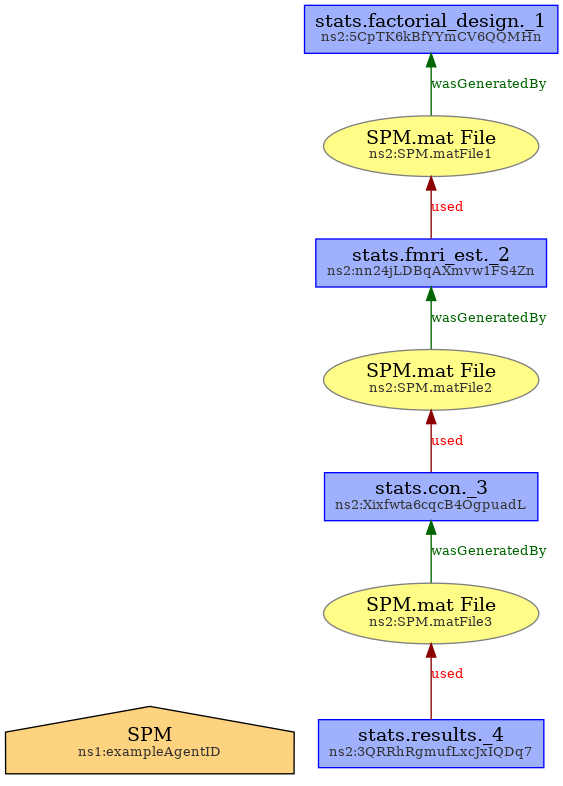 stats.factorial_design._1
ns2:5CpTK6kBfYYmCV6QQMHn
wasGeneratedBy
SPM.mat File
ns2:SPM.matFile1
used
stats.fmri_est._2
ns2:nn24jLDBqAXmvw1FS4Zn
wasGeneratedBy
SPM.mat File
ns2:SPM.matFile2
used
stats.con._3
ns2:Xixfwta6cqcB4OgpuadL
wasGeneratedBy
SPM.mat File
ns2:SPM.matFile3
used
SPM
ns1:exampleAgentID
stats.results._4
ns2:3QRRhRgmufLxcJxIQDq7